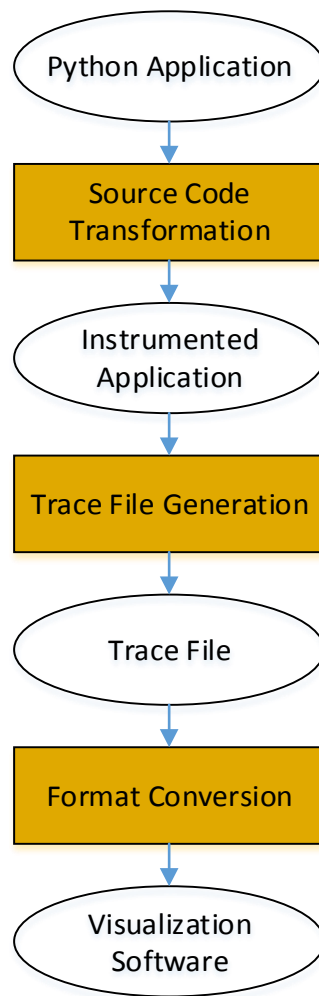 Python Application
Source Code
Transformation
Instrumented
Application
Trace File Generation
Trace File
Format Conversion
Visualization
Software